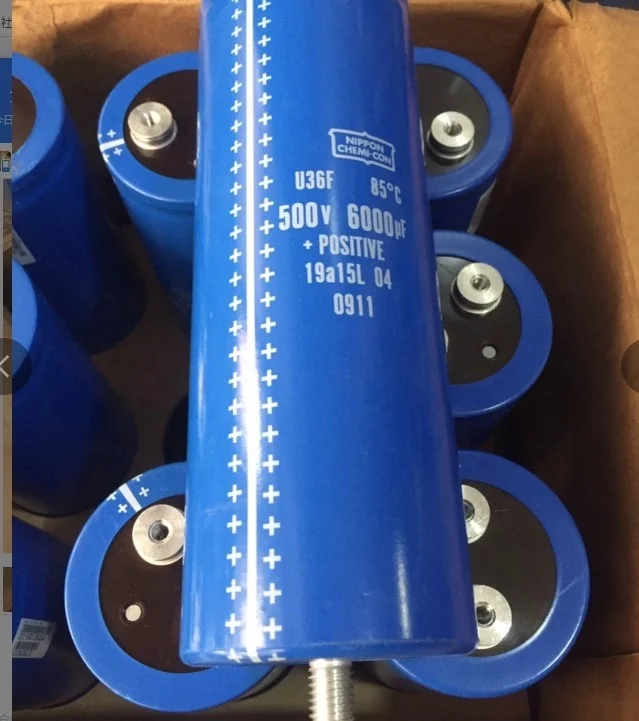 NIPPON
CHEMI-CON
U36F 85°C
500V 6000µF
+ POSITIVE
19a15L 04
0911